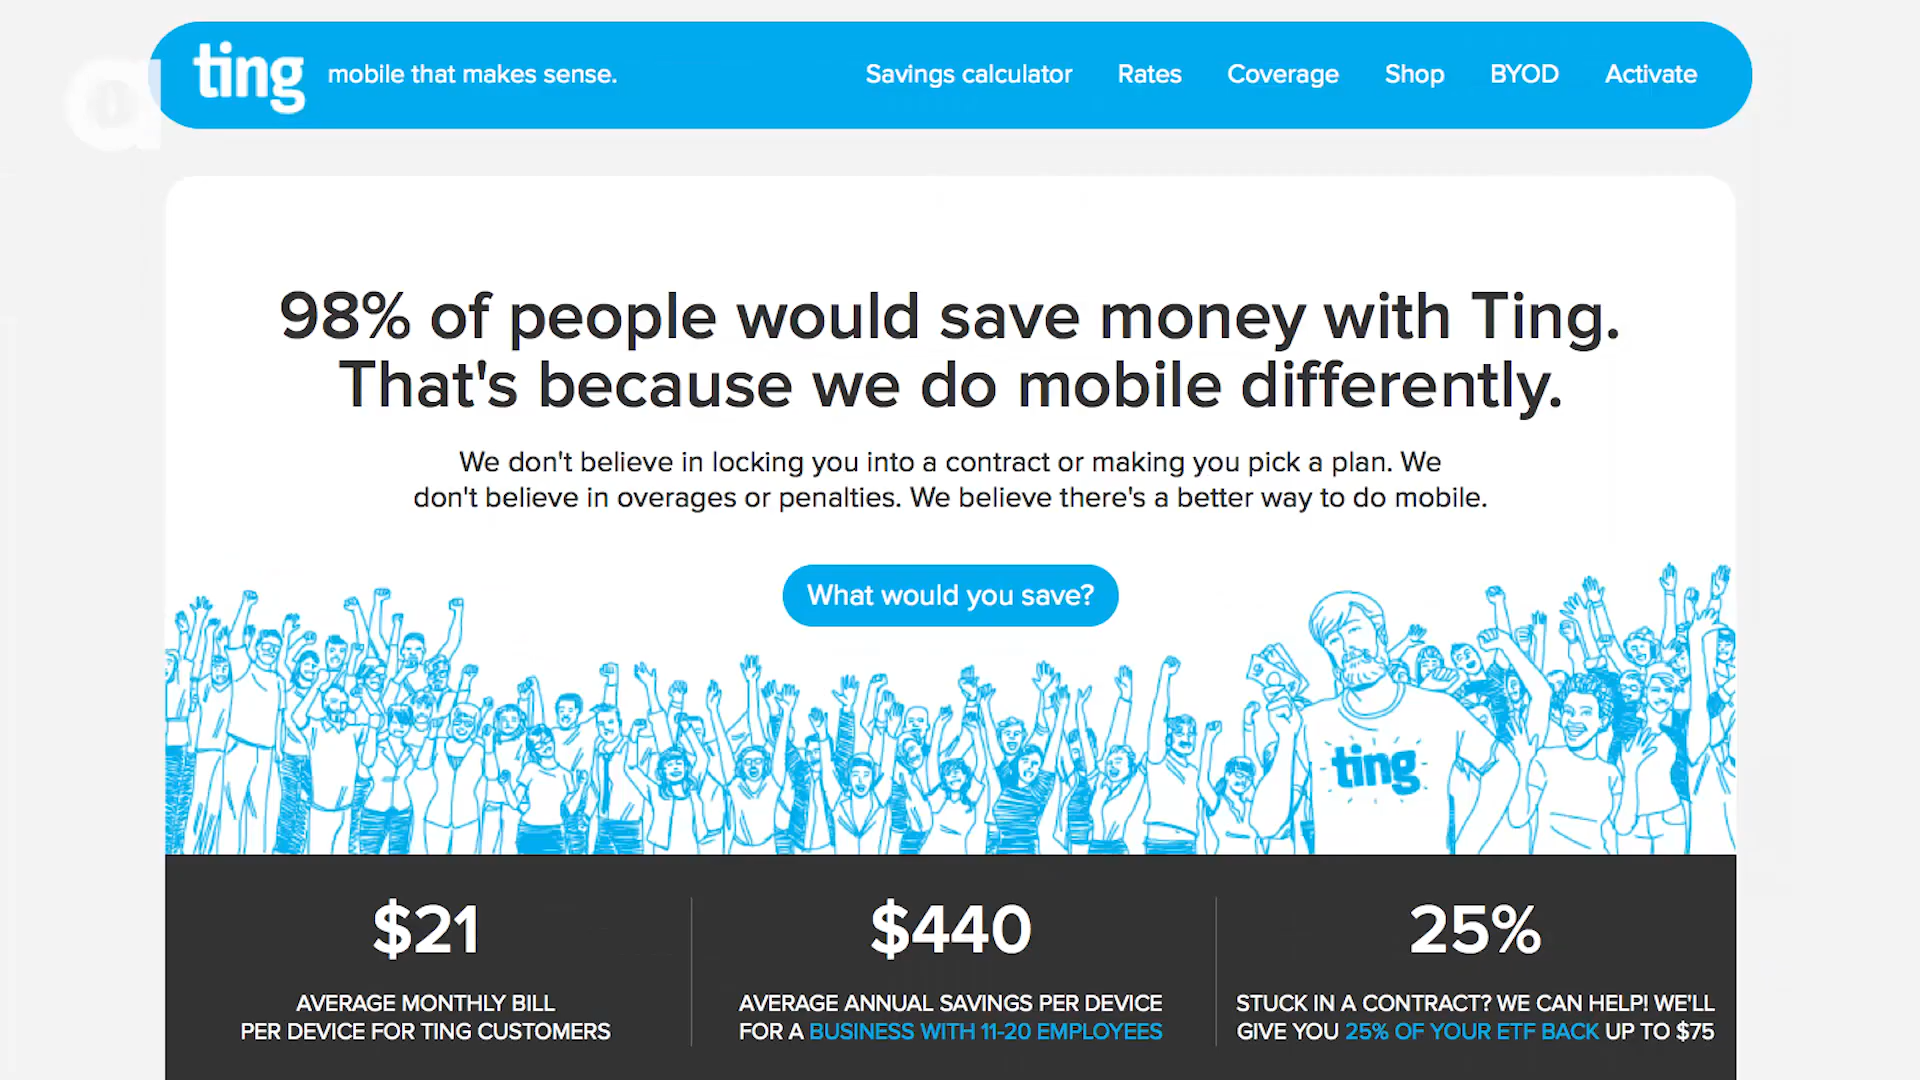 ting mobile that makes sense. Savings calculator Rates Coverage Shop BYOD Activate
a
98% of people would save money with Ting.
That's because we do mobile differently.
We don't believe in locking you into a contract or making you pick a plan. We
don't believe in overages or penalties. We believe there's a better way to do mobile.
What would you save?
ting
$21
AVERAGE MONTHLY BILL
PER DEVICE FOR TING CUSTOMERS
$440
AVERAGE ANNUAL SAVINGS PER DEVICE
FOR A BUSINESS WITH 11-20 EMPLOYEES
25%
STUCK IN A CONTRACT? WE CAN HELP! WE'LL
GIVE YOU 25% OF YOUR ETF BACK UP TO $75